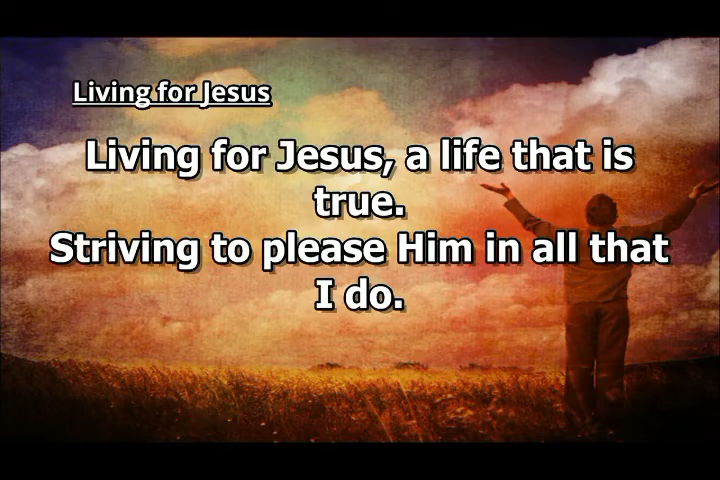 Living for Jesus
Living for Jesus, a life that is
true.
Striving to please Him in all that
I do.